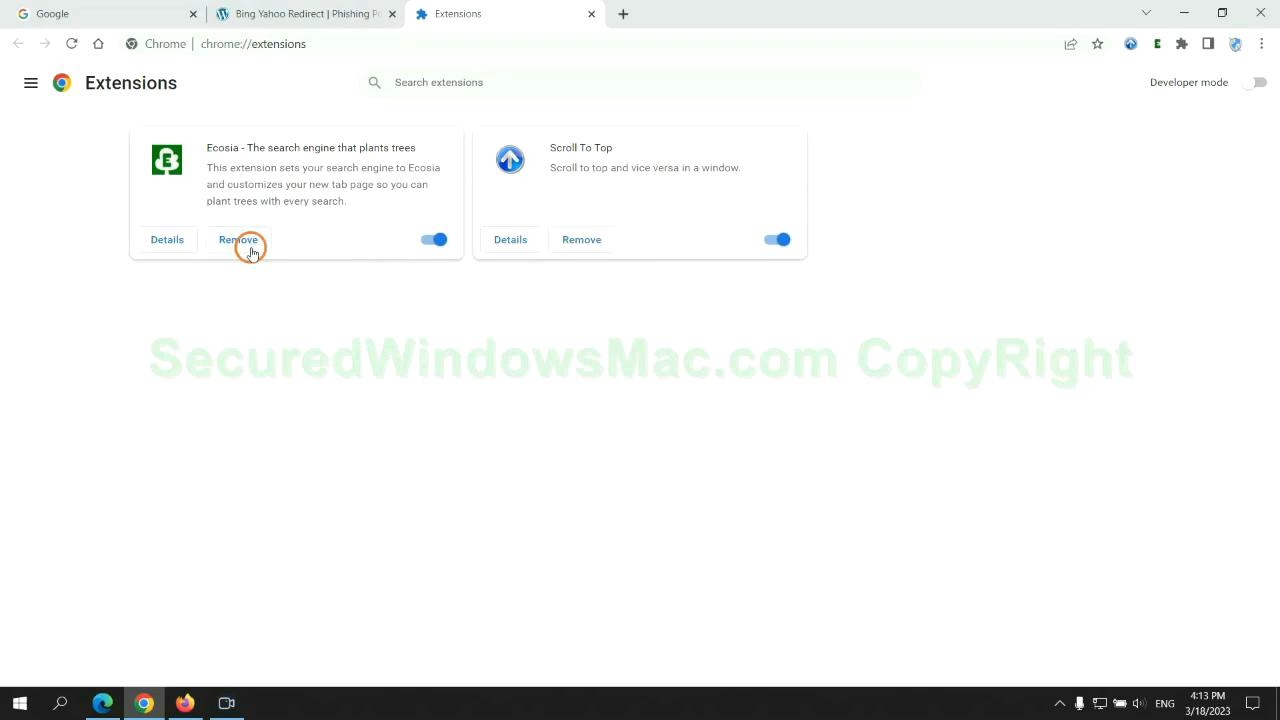 Google
Bing Yahoo Redirect | Phishing P
Extensions
Chrome
chrome://extensions
E
Extensions
Search extensions
Developer mode
Ecosia - The search engine that plants trees
This extension sets your search engine to Ecosia
and customizes your new tab page so you can
plant trees with every search.
Details
Remove
Scroll To Top
Scroll to top and vice versa in a window.
Details
Remove
SecuredWindowsMac.com CopyRight
ENG
4:13 PM
3/18/2023